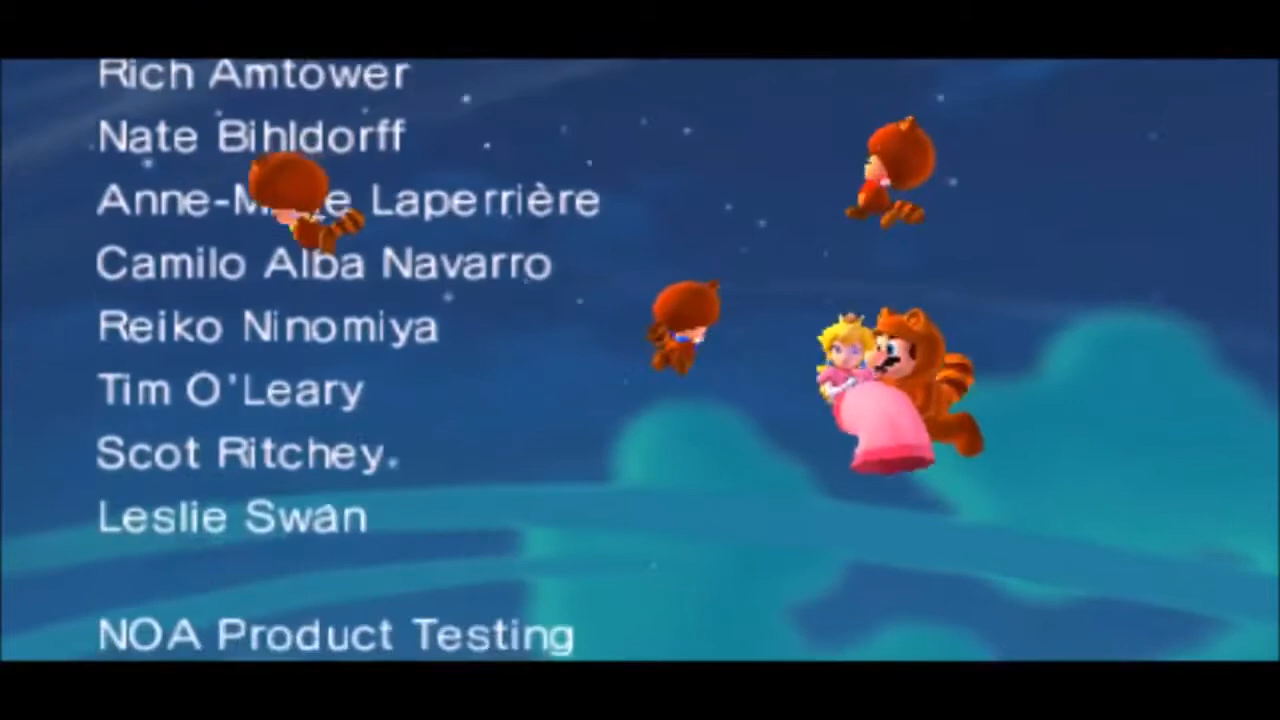 Rich Amtower
Nate Bihldorff
Anne-M   e Laperrière
Camilo Alba Navarro
Reiko Ninomiya
Tim O'Leary
Scot Ritchey
Leslie Swan
NOA Product Testing